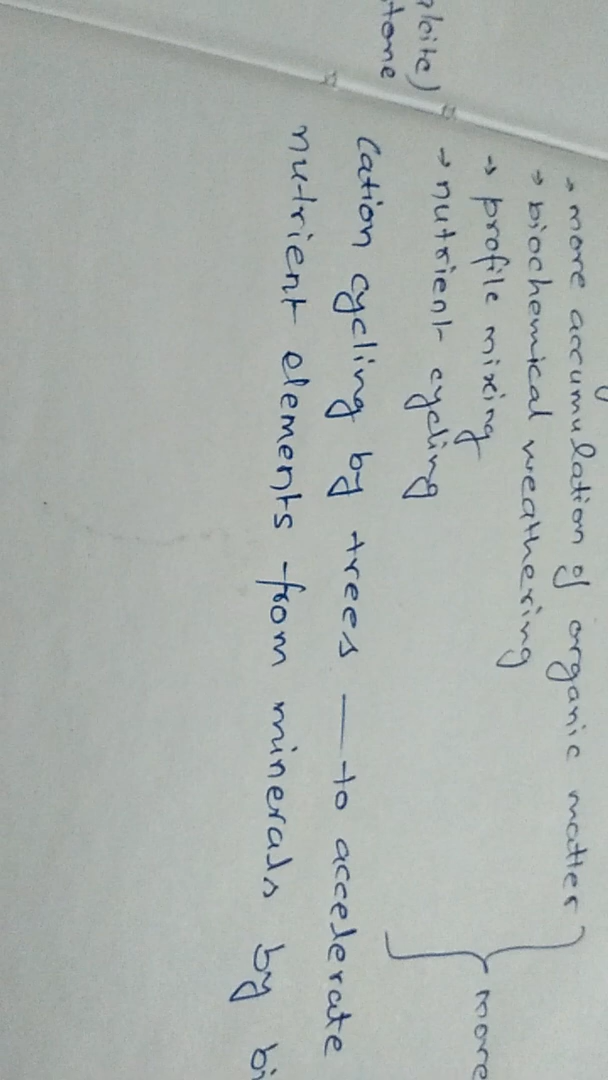 → more accumulation of organic matter
→ biochemical weathering
→ profile mixing
→ nutrient cycling
more
Cation cycling by trees — to accelerate
nutrient elements from minerals by bi
tone